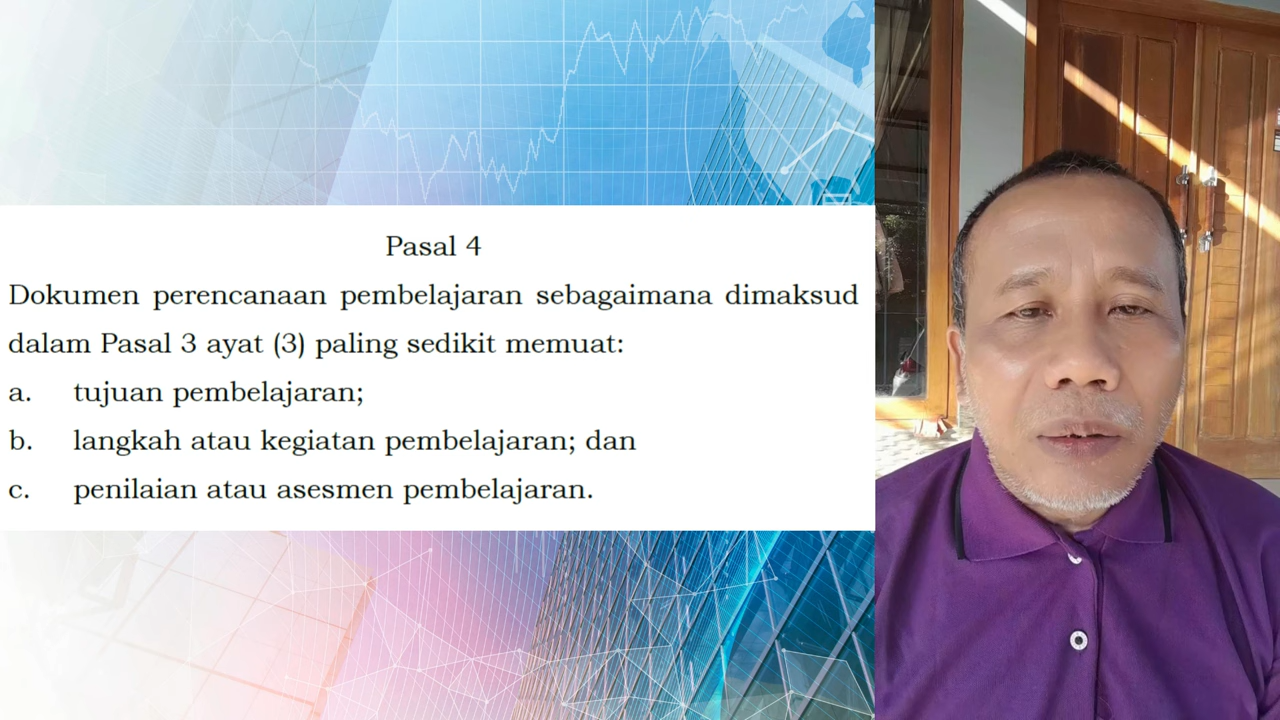 Pasal 4
Dokumen perencanaan pembelajaran sebagaimana dimaksud
dalam Pasal 3 ayat (3) paling sedikit memuat:
a. tujuan pembelajaran;
b. langkah atau kegiatan pembelajaran; dan
c. penilaian atau asesmen pembelajaran.